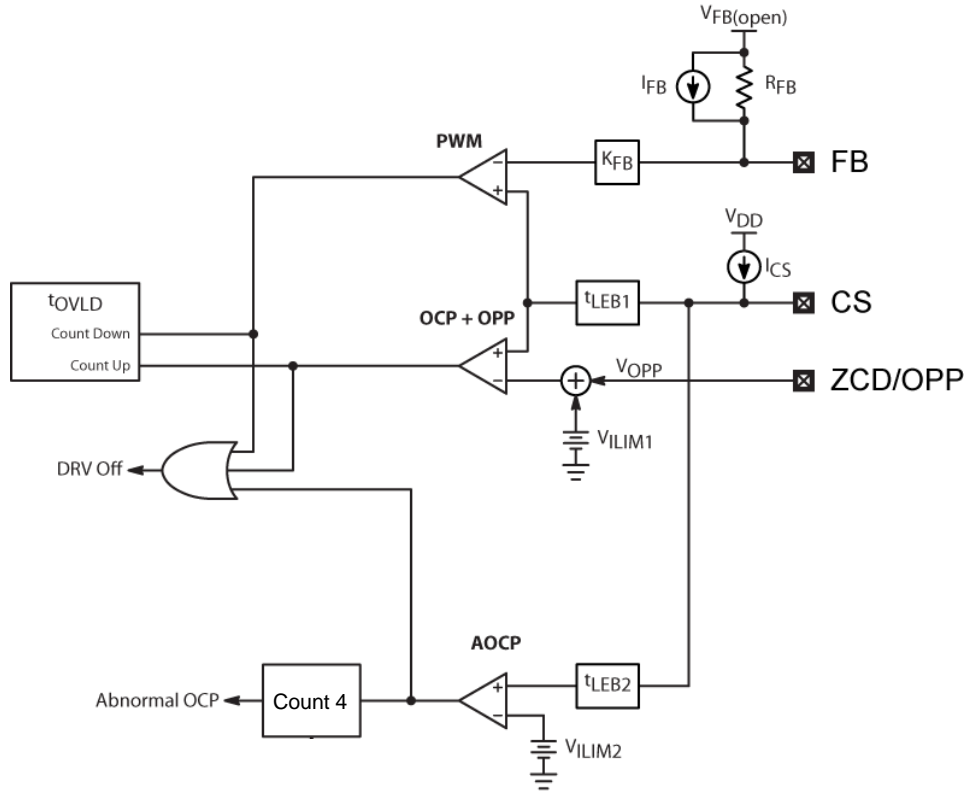 VFB(open)
IFB
RFB
PWM
−
+
KFB
FB
VDD
ICS
tOVLD
Count Down
Count Up
OCP + OPP
+
−
tLEB1
CS
+
VOPP
ZCD/OPP
VILIM1
DRV Off
AOCP
+
−
tLEB2
Abnormal OCP
Count 4
VILIM2